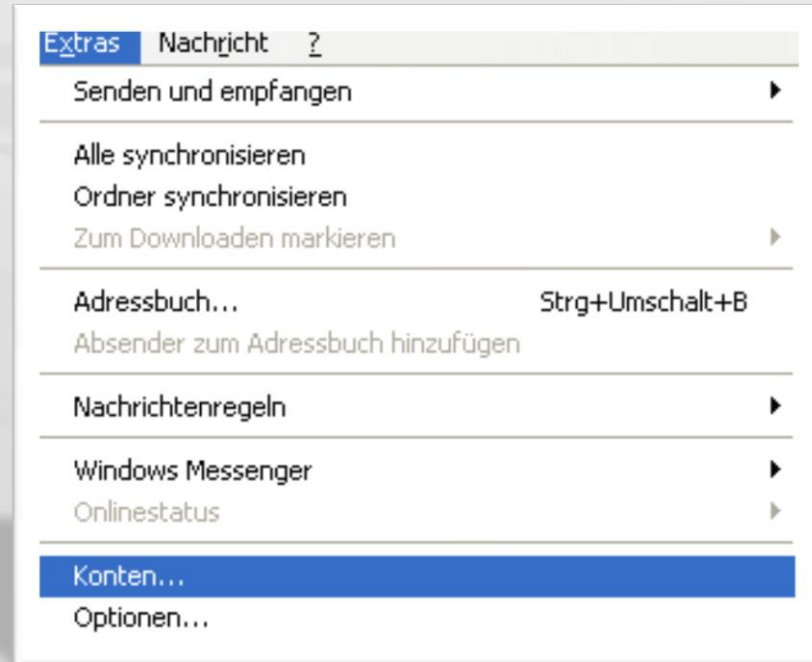 Extras Nachricht ?
Senden und empfangen
Alle synchronisieren
Ordner synchronisieren
Zum Downloaden markieren
Adressbuch... Strg+Umschalt+B
Absender zum Adressbuch hinzufügen
Nachrichtenregeln
Windows Messenger
Onlinestatus
Konten...
Optionen...